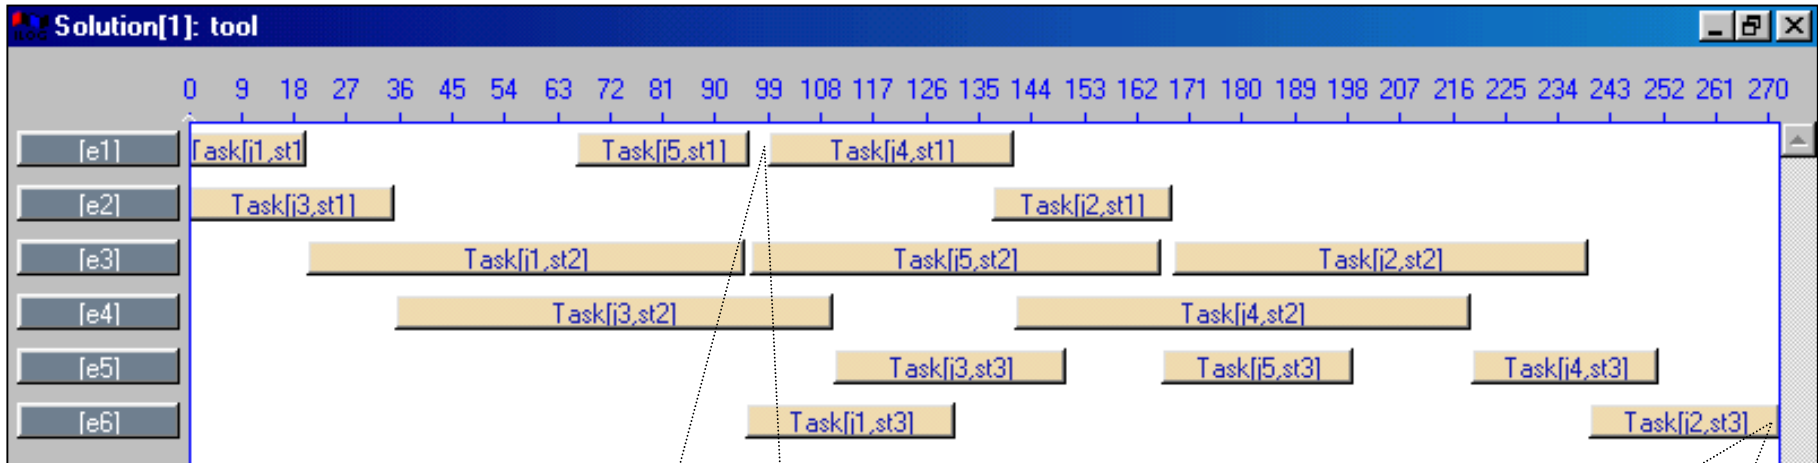 Solution[1]: tool
0 9 18 27 36 45 54 63 72 81 90 99 108 117 126 135 144 153 162 171 180 189 198 207 216 225 234 243 252 261 270
[e1] Task[j1,st1 Task[j5,st1] Task[j4,st1]
[e2] Task[j3,st1] Task[j2,st1]
[e3] Task[j1,st2] Task[j5,st2] Task[j2,st2]
[e4] Task[j3,st2] Task[j4,st2]
[e5] Task[j3,st3] Task[j5,st3] Task[j4,st3]
[e6] Task[j1,st3] Task[j2,st3]